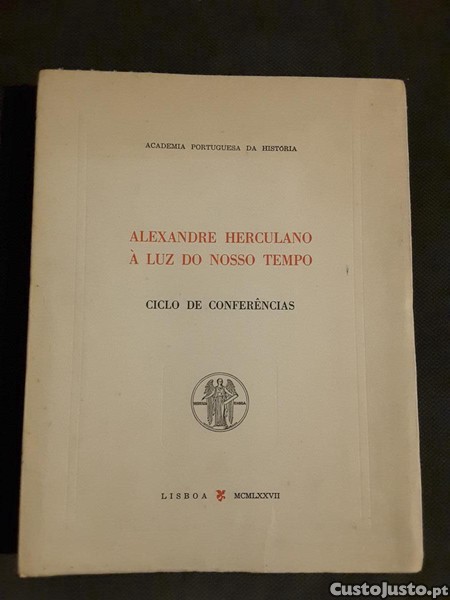 ACADEMIA PORTUGUESA DA HISTÓRIA
ALEXANDRE HERCULANO
À LUZ DO NOSSO TEMPO
CICLO DE CONFERÊNCIAS
LISBOA MCMLXXVII
CustoJusto.pt